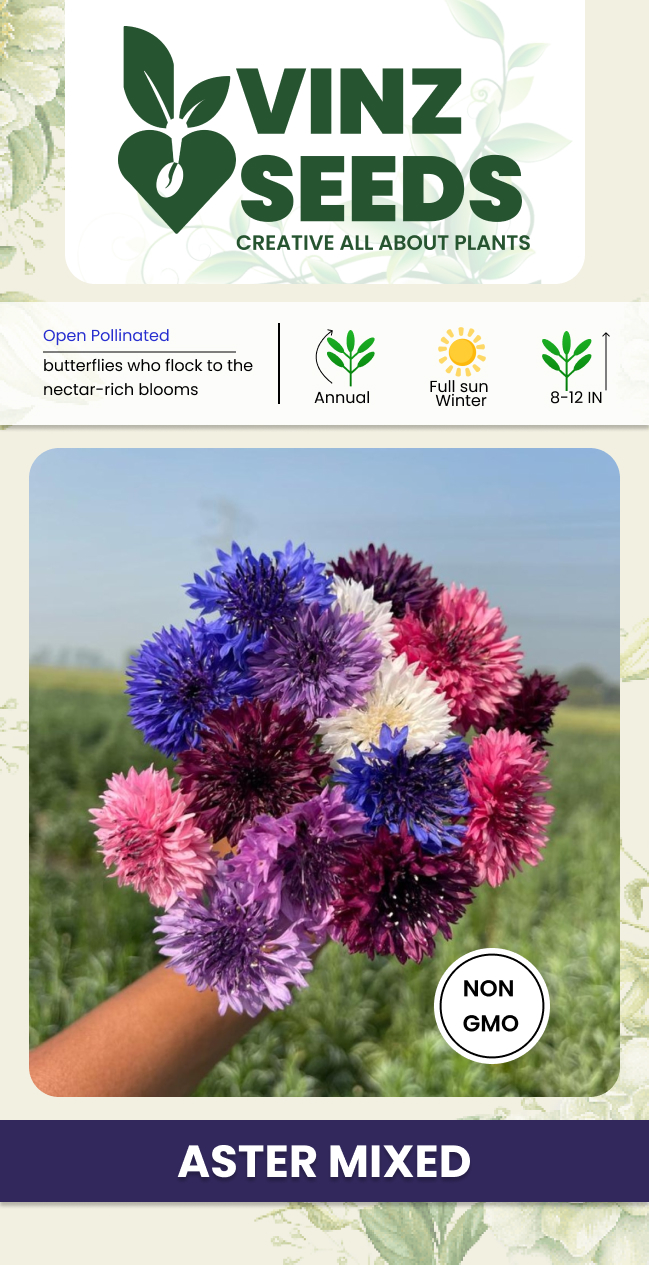 VINZ
SEEDS
CREATIVE ALL ABOUT PLANTS
Open Pollinated
butterflies who flock to the
nectar-rich blooms
Annual
Full sun
Winter
8-12 IN
NON
GMO
ASTER MIXED